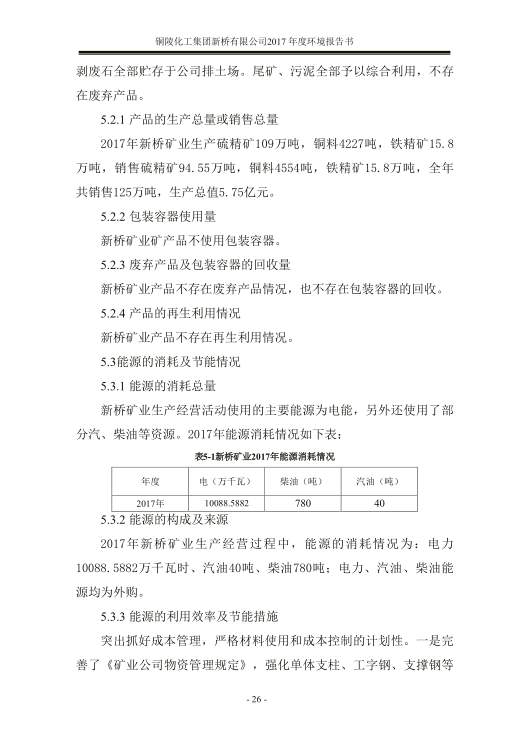 铜陵化工集团新桥有限公司2017 年度环境报告书
剥废石全部贮存于公司排土场。尾矿、污泥全部予以综合利用，不存
在废弃产品。
5.2.1 产品的生产总量或销售总量
2017年新桥矿业生产硫精矿109万吨，铜料4227吨，铁精矿15.8
万吨，销售硫精矿94.55万吨，铜料4554吨，铁精矿15.8万吨，全年
共销售125万吨，生产总值5.75亿元。
5.2.2 包装容器使用量
新桥矿业矿产品不使用包装容器。
5.2.3 废弃产品及包装容器的回收量
新桥矿业产品不存在废弃产品情况，也不存在包装容器的回收。
5.2.4 产品的再生利用情况
新桥矿业产品不存在再生利用情况。
5.3能源的消耗及节能情况
5.3.1 能源的消耗总量
新桥矿业生产经营活动使用的主要能源为电能，另外还使用了部
分汽、柴油等资源。2017年能源消耗情况如下表：
表5-1新桥矿业2017年能源消耗情况
年度 电（万千瓦） 柴油（吨） 汽油（吨）
2017年 10088.5882 780 40
5.3.2 能源的构成及来源
2017年新桥矿业生产经营过程中，能源的消耗情况为：电力
10088.5882万千瓦时、汽油40吨、柴油780吨；电力、汽油、柴油能
源均为外购。
5.3.3 能源的利用效率及节能措施
突出抓好成本管理，严格材料使用和成本控制的计划性。一是完
善了《矿业公司物资管理规定》，强化单体支柱、工字钢、支撑钢等
- 26 -